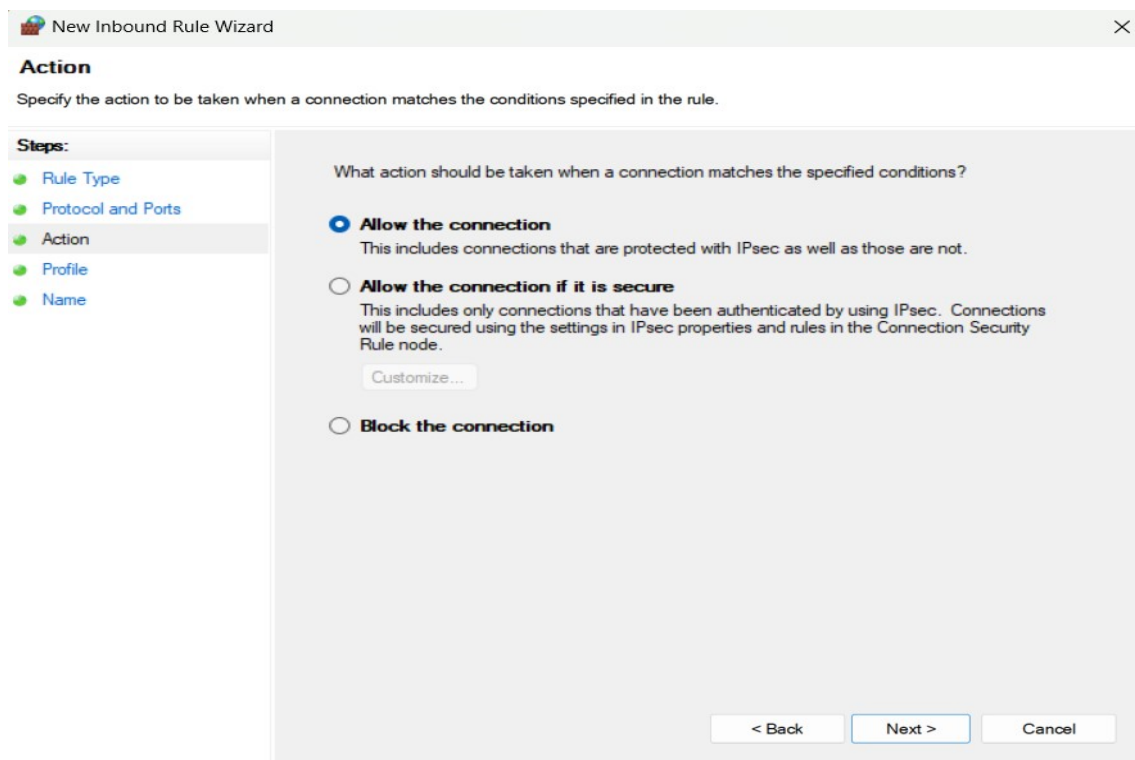 New Inbound Rule Wizard
Action
Specify the action to be taken when a connection matches the conditions specified in the rule.
Steps:
Rule Type
Protocol and Ports
Action
Profile
Name
What action should be taken when a connection matches the specified conditions?
Allow the connection
This includes connections that are protected with IPsec as well as those are not.
Allow the connection if it is secure
This includes only connections that have been authenticated by using IPsec. Connections
will be secured using the settings in IPsec properties and rules in the Connection Security
Rule node.
Customize...
Block the connection
< Back
Next >
Cancel